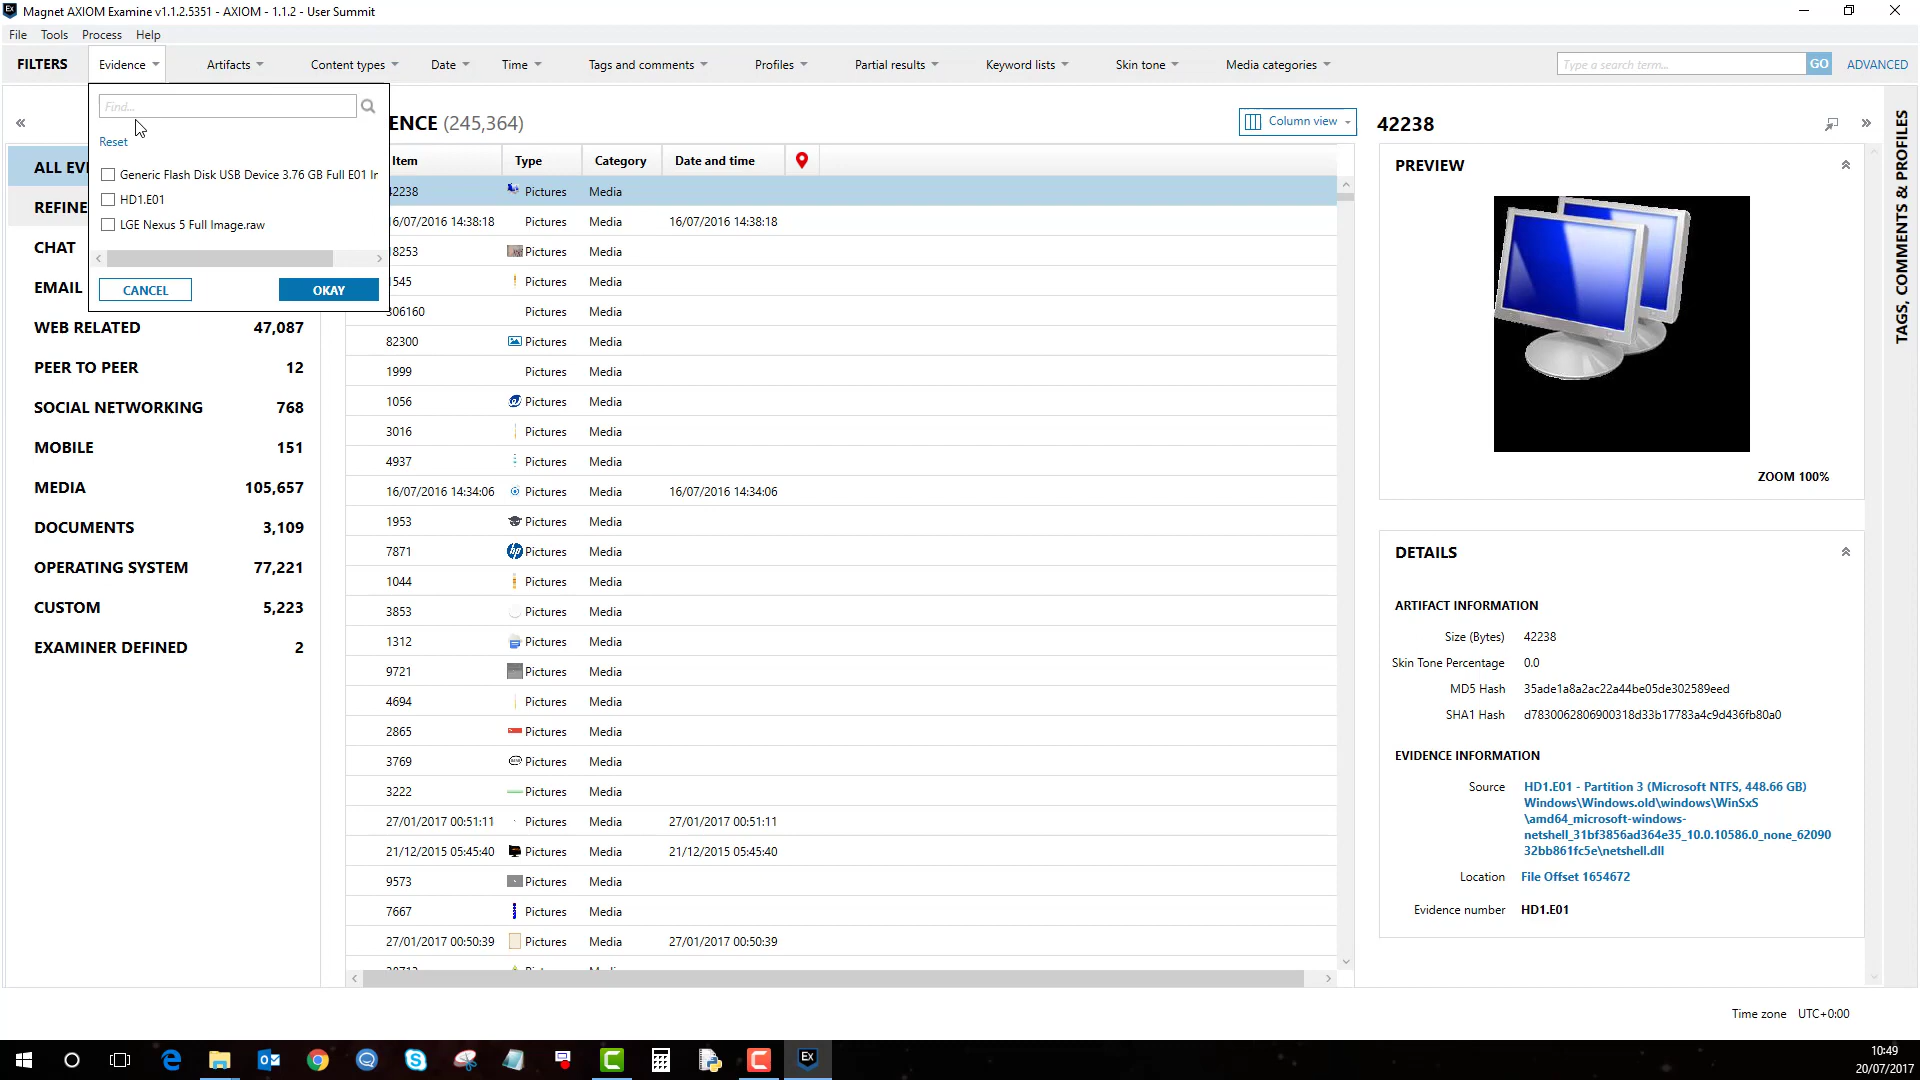 Magnet AXIOM Examine v1.1.2.5351 - AXIOM - 1.1.2 - User Summit
File Tools Process Help
FILTERS Evidence Artifacts Content types Date Time Tags and comments Profiles Partial results Keyword lists Skin tone Media categories Type a search term... GO ADVANCED
Find...
Reset
Generic Flash Disk USB Device 3.76 GB Full E01 Ir
HD1.E01
LGE Nexus 5 Full Image.raw
CANCEL OKAY
ALL EVI
REFINE
CHAT
EMAIL
WEB RELATED 47,087
PEER TO PEER 12
SOCIAL NETWORKING 768
MOBILE 151
MEDIA 105,657
DOCUMENTS 3,109
OPERATING SYSTEM 77,221
CUSTOM 5,223
EXAMINER DEFINED 2
ENCE (245,364) Column view
Item Type Category Date and time
42238 Pictures Media
16/07/2016 14:38:18 Pictures Media 16/07/2016 14:38:18
18253 Pictures Media
1545 Pictures Media
306160 Pictures Media
82300 Pictures Media
1999 Pictures Media
1056 Pictures Media
3016 Pictures Media
4937 Pictures Media
16/07/2016 14:34:06 Pictures Media 16/07/2016 14:34:06
1953 Pictures Media
7871 Pictures Media
1044 Pictures Media
3853 Pictures Media
1312 Pictures Media
9721 Pictures Media
4694 Pictures Media
2865 Pictures Media
3769 Pictures Media
3222 Pictures Media
27/01/2017 00:51:11 Pictures Media 27/01/2017 00:51:11
21/12/2015 05:45:40 Pictures Media 21/12/2015 05:45:40
9573 Pictures Media
7667 Pictures Media
27/01/2017 00:50:39 Pictures Media 27/01/2017 00:50:39
42238
PREVIEW
ZOOM 100%
DETAILS
ARTIFACT INFORMATION
Size (Bytes) 42238
Skin Tone Percentage 0.0
MD5 Hash 35ade1a8a2ac22a44be05de302589eed
SHA1 Hash d7830062806900318d33b17783a4c9d436fb80a0
EVIDENCE INFORMATION
Source HD1.E01 - Partition 3 (Microsoft NTFS, 448.66 GB)
Windows\Windows.old\windows\WinSxS
\amd64_microsoft-windows-
netshell_31bf3856ad364e35_10.0.10586.0_none_62090
32bb861fc5e\netshell.dll
Location File Offset 1654672
Evidence number HD1.E01
TAGS, COMMENTS & PROFILES
Time zone UTC+0:00
10:49
20/07/2017